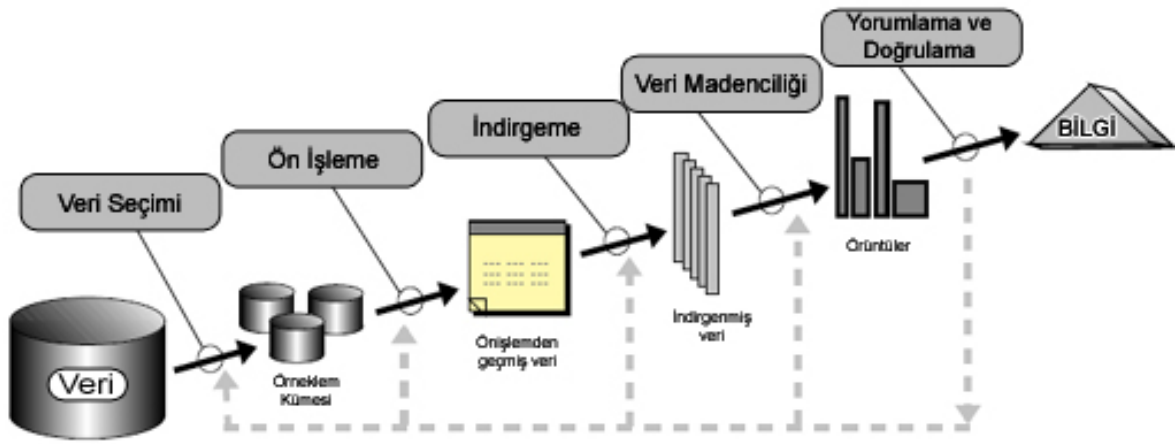 Yorumlama ve
Doğrulama
Veri Madenciliği
BİLGİ
İndirgeme
Ön İşleme
Veri Seçimi
Örüntüler
İndirgenmiş
veri
Önişlemden
geçmiş veri
Örneklem
Kümesi
Veri